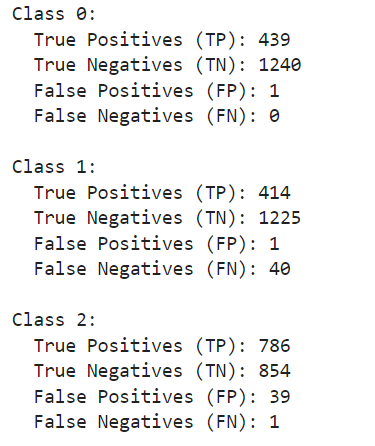 Class 0:
True Positives (TP): 439
True Negatives (TN): 1240
False Positives (FP): 1
False Negatives (FN): 0
Class 1:
True Positives (TP): 414
True Negatives (TN): 1225
False Positives (FP): 1
False Negatives (FN): 40
Class 2:
True Positives (TP): 786
True Negatives (TN): 854
False Positives (FP): 39
False Negatives (FN): 1